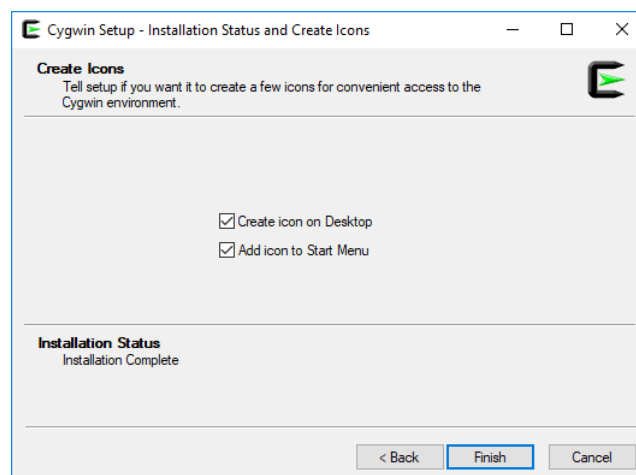 Cygwin Setup - Installation Status and Create Icons
Create Icons
Tell setup if you want it to create a few icons for convenient access to the
Cygwin environment.
Create icon on Desktop
Add icon to Start Menu
Installation Status
Installation Complete
< Back Finish Cancel